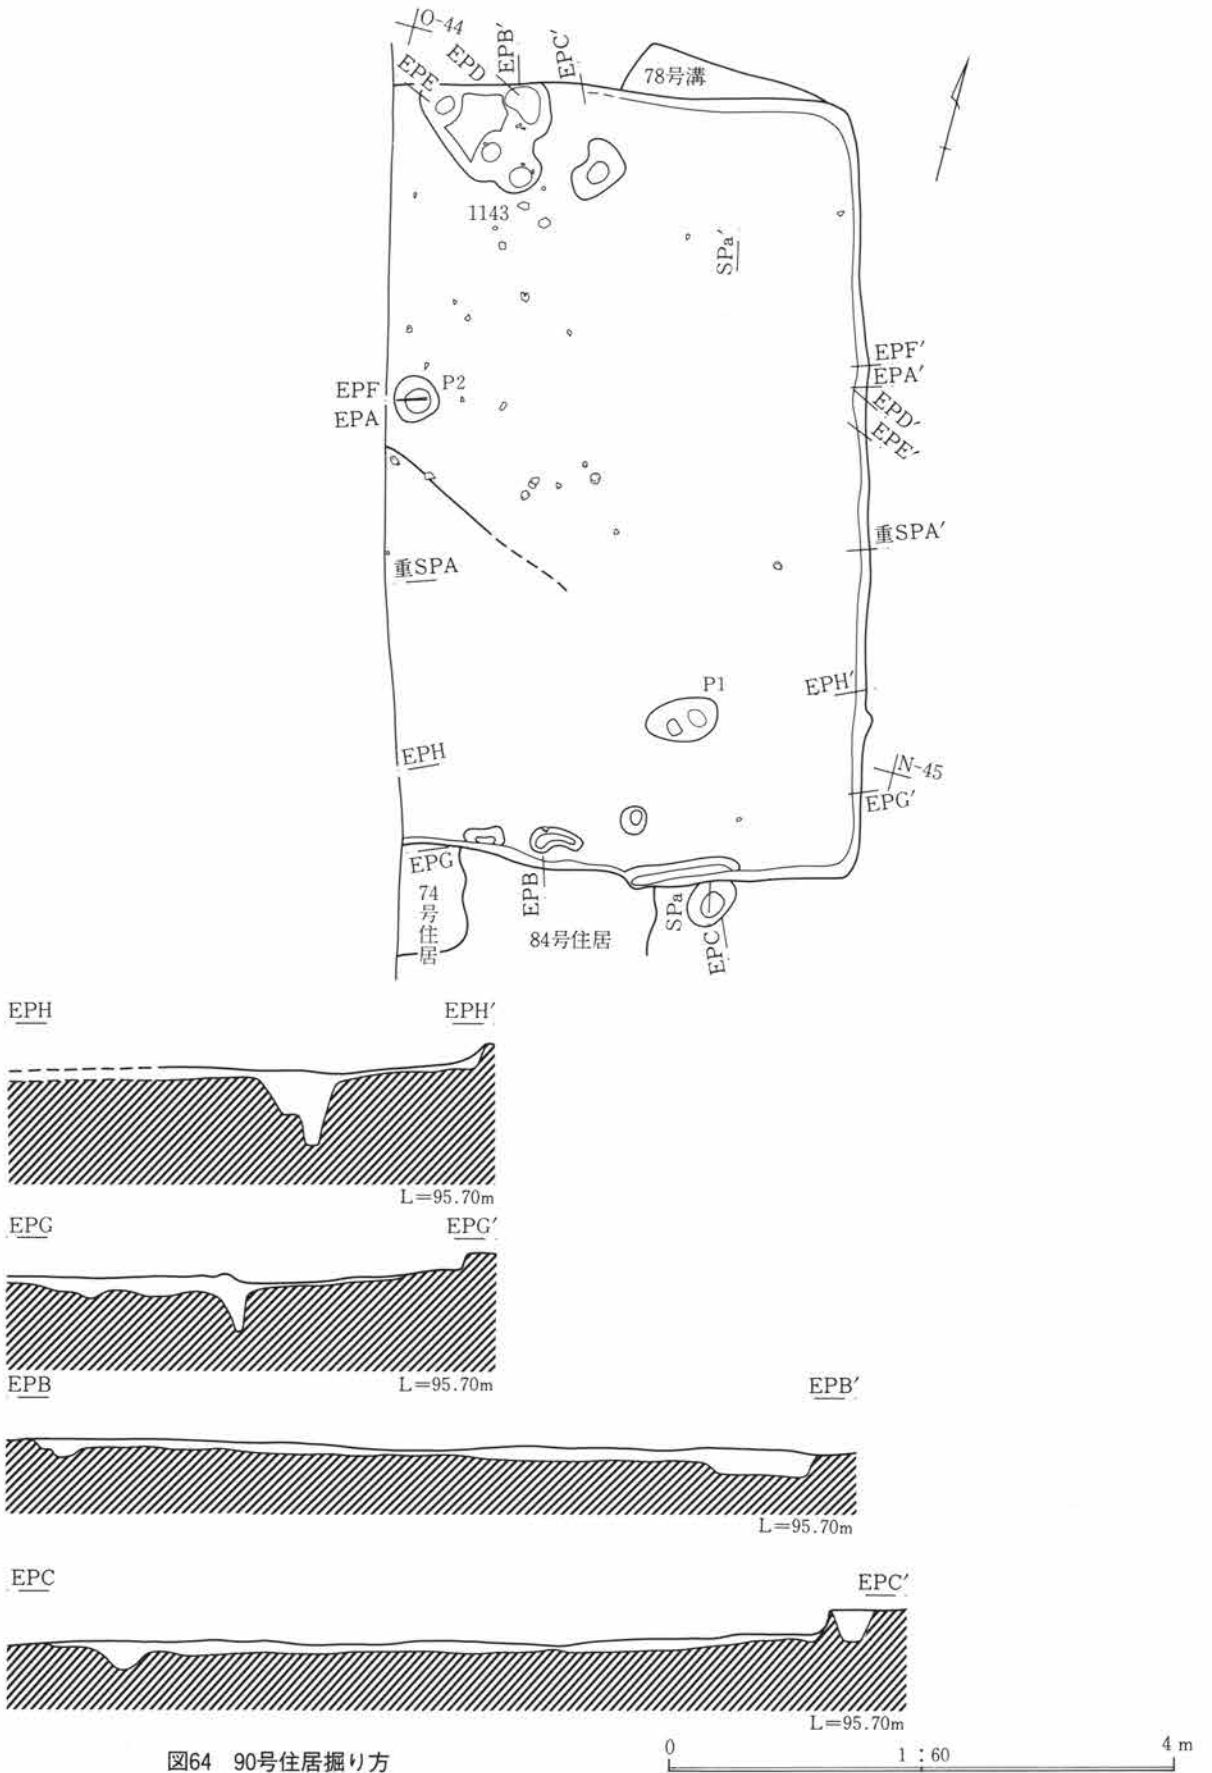 O-44
EPE
EPD
EPB′
EPC′
78号溝
1143
SPa′
EPF′
EPA′
EPD′
EPE′
EPF
EPA
P2
重SPA
重SPA′
P1
EPH′
EPH
N-45
EPG′
EPG
EPB
SPa
EPC
74号住居
84号住居
EPH EPH′
L=95.70m
EPG EPG′
L=95.70m
EPB EPB′
L=95.70m
EPC EPC′
L=95.70m
図64 90号住居掘り方
0 1:60 4m